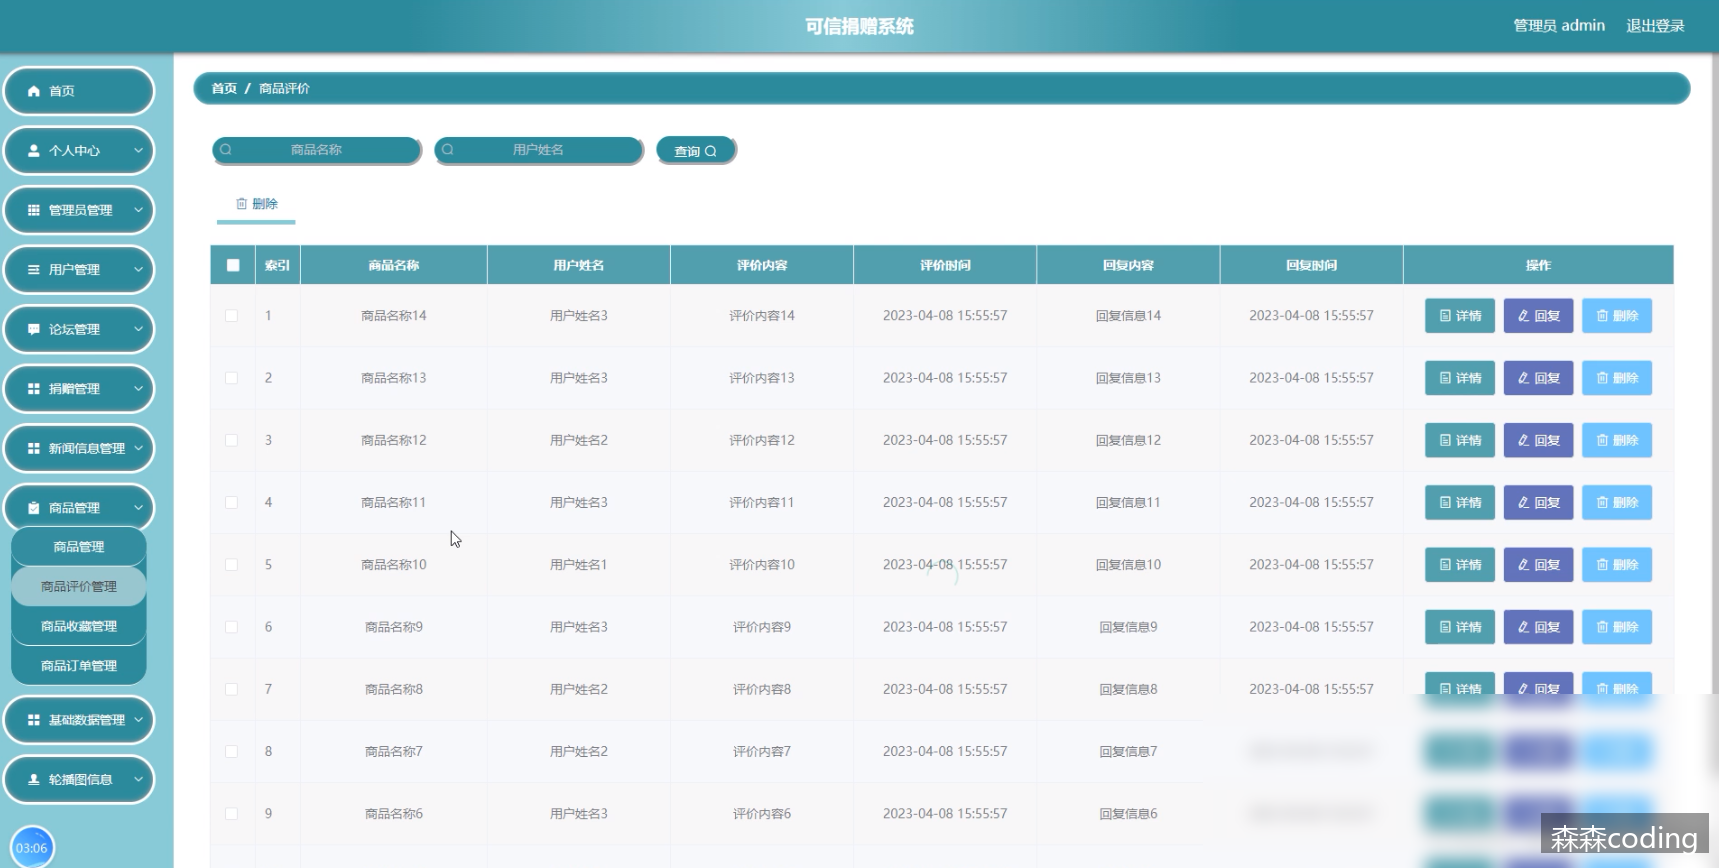 可信捐赠系统
管理员 admin 退出登录
首页
个人中心
管理员管理
用户管理
论坛管理
捐赠管理
新闻信息管理
商品管理
商品管理
商品评价管理
商品收藏管理
商品订单管理
基础数据管理
轮播图信息
03:06
首页 / 商品评价
商品名称 用户姓名 查询
删除
索引 商品名称 用户姓名 评价内容 评价时间 回复内容 回复时间 操作
1 商品名称14 用户姓名3 评价内容14 2023-04-08 15:55:57 回复信息14 2023-04-08 15:55:57 详情 回复 删除
2 商品名称13 用户姓名3 评价内容13 2023-04-08 15:55:57 回复信息13 2023-04-08 15:55:57 详情 回复 删除
3 商品名称12 用户姓名2 评价内容12 2023-04-08 15:55:57 回复信息12 2023-04-08 15:55:57 详情 回复 删除
4 商品名称11 用户姓名3 评价内容11 2023-04-08 15:55:57 回复信息11 2023-04-08 15:55:57 详情 回复 删除
5 商品名称10 用户姓名1 评价内容10 2023-04-08 15:55:57 回复信息10 2023-04-08 15:55:57 详情 回复 删除
6 商品名称9 用户姓名3 评价内容9 2023-04-08 15:55:57 回复信息9 2023-04-08 15:55:57 详情 回复 删除
7 商品名称8 用户姓名2 评价内容8 2023-04-08 15:55:57 回复信息8 2023-04-08 15:55:57 详情 回复 删除
8 商品名称7 用户姓名2 评价内容7 2023-04-08 15:55:57 回复信息7
9 商品名称6 用户姓名3 评价内容6 2023-04-08 15:55:57 回复信息6
森森coding